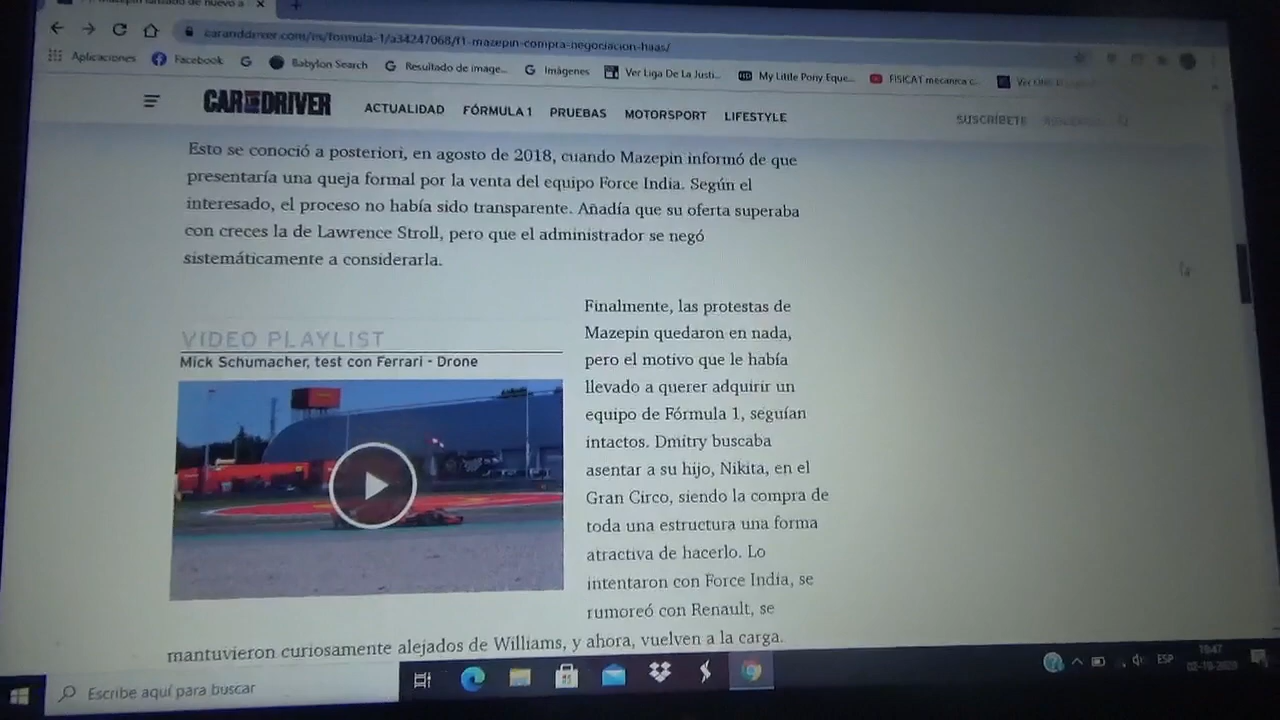 caranddriver.com/es/formula-1/a34247068/f1-mazepin-compra-negociacion-haas/
Aplicaciones
Facebook
Babylon Search
Resultado de image...
Imágenes
Ver Liga De La Justi...
My Little Pony Eque...
FISICAT mecanica c...
CAR AND DRIVER
ACTUALIDAD
FÓRMULA 1
PRUEBAS
MOTORSPORT
LIFESTYLE
SUSCRÍBETE
Esto se conoció a posteriori, en agosto de 2018, cuando Mazepin informó de que
presentaría una queja formal por la venta del equipo Force India. Según el
interesado, el proceso no había sido transparente. Añadía que su oferta superaba
con creces la de Lawrence Stroll, pero que el administrador se negó
sistemáticamente a considerarla.
VIDEO PLAYLIST
Mick Schumacher, test con Ferrari - Drone
Finalmente, las protestas de
Mazepin quedaron en nada,
pero el motivo que le había
llevado a querer adquirir un
equipo de Fórmula 1, seguían
intactos. Dmitry buscaba
asentar a su hijo, Nikita, en el
Gran Circo, siendo la compra de
toda una estructura una forma
atractiva de hacerlo. Lo
intentaron con Force India, se
rumoreó con Renault, se
mantuvieron curiosamente alejados de Williams, y ahora, vuelven a la carga.
Escribe aquí para buscar
ESP